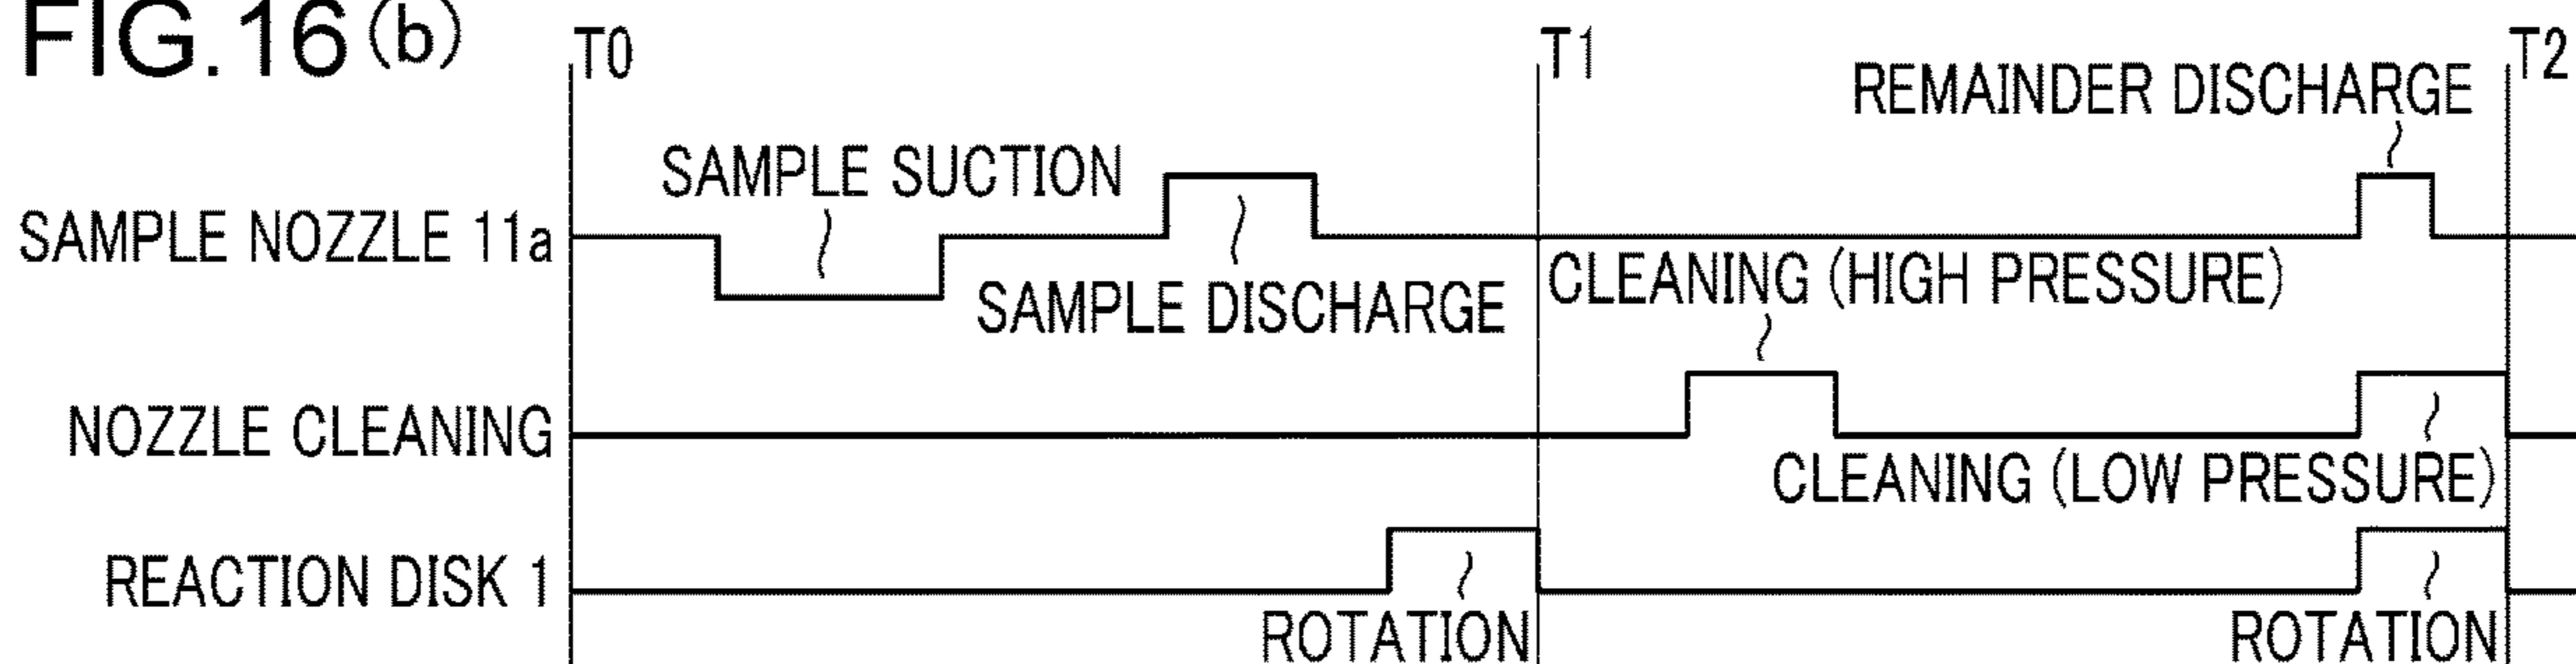 FIG.16(b)
T0
T1
T2
REMAINDER DISCHARGE
SAMPLE SUCTION
SAMPLE NOZZLE 11a
SAMPLE DISCHARGE
CLEANING (HIGH PRESSURE)
NOZZLE CLEANING
CLEANING (LOW PRESSURE)
REACTION DISK 1
ROTATION
ROTATION